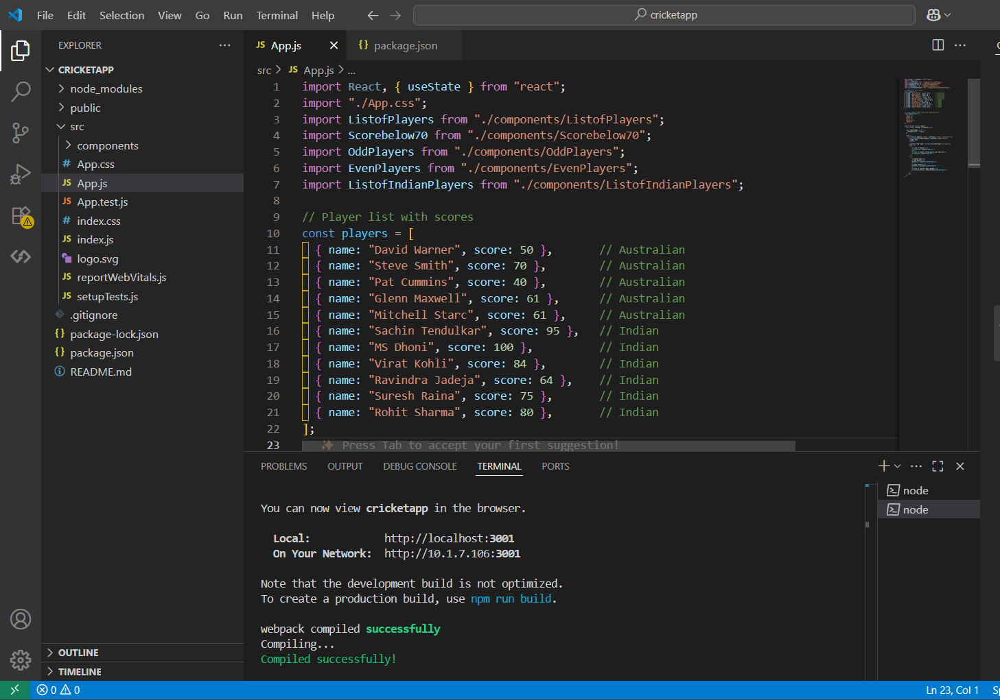 File Edit Selection View Go Run Terminal Help
cricketapp
EXPLORER
CRICKETAPP
node_modules
public
src
components
# App.css
JS App.js
JS App.test.js
# index.css
JS index.js
logo.svg
JS reportWebVitals.js
JS setupTests.js
.gitignore
{} package-lock.json
{} package.json
README.md
OUTLINE
TIMELINE
JS App.js
{} package.json
src > JS App.js > ...
1 import React, { useState } from "react";
2 import "./App.css";
3 import ListofPlayers from "./components/ListofPlayers";
4 import Scorebelow70 from "./components/Scorebelow70";
5 import OddPlayers from "./components/OddPlayers";
6 import EvenPlayers from "./components/EvenPlayers";
7 import ListofIndianPlayers from "./components/ListofIndianPlayers";
8
9 // Player list with scores
10 const players = [
11 { name: "David Warner", score: 50 }, // Australian
12 { name: "Steve Smith", score: 70 }, // Australian
13 { name: "Pat Cummins", score: 40 }, // Australian
14 { name: "Glenn Maxwell", score: 61 }, // Australian
15 { name: "Mitchell Starc", score: 61 }, // Australian
16 { name: "Sachin Tendulkar", score: 95 }, // Indian
17 { name: "MS Dhoni", score: 100 }, // Indian
18 { name: "Virat Kohli", score: 84 }, // Indian
19 { name: "Ravindra Jadeja", score: 64 }, // Indian
20 { name: "Suresh Raina", score: 75 }, // Indian
21 { name: "Rohit Sharma", score: 80 }, // Indian
22 ];
23 Press Tab to accept your first suggestion!
PROBLEMS OUTPUT DEBUG CONSOLE TERMINAL PORTS
You can now view cricketapp in the browser.
Local: http://localhost:3001
On Your Network: http://10.1.7.106:3001
Note that the development build is not optimized.
To create a production build, use npm run build.
webpack compiled successfully
Compiling...
Compiled successfully!
node
node
0 0
Ln 23, Col 1